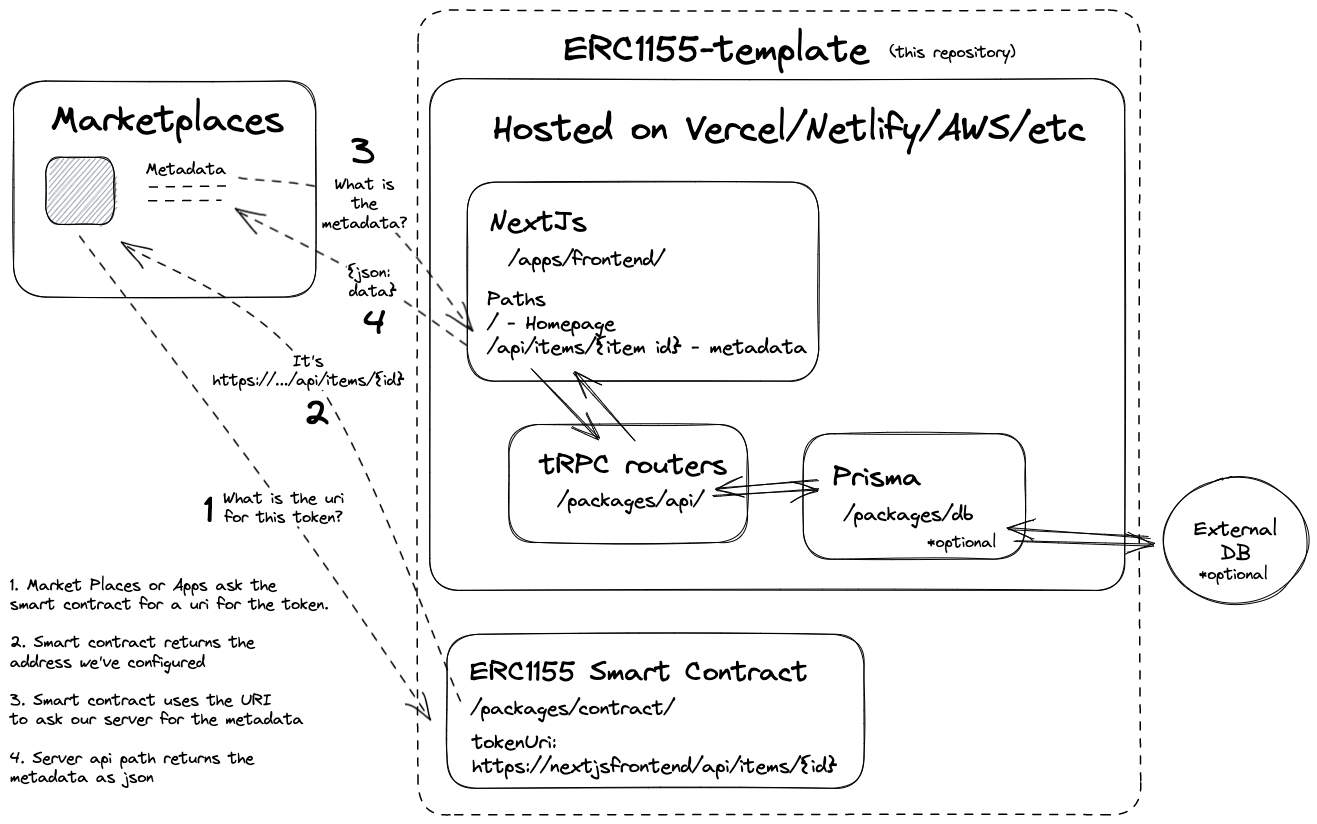 ERC1155-template (this repository)
Marketplaces
Metadata
3
What is
the
metadata?
{json:
data}
4
It's
https://.../api/items/{id}
2
1
What is the uri
for this token?
Hosted on Vercel/Netlify/AWS/etc
NextJs
/apps/frontend/
Paths
/ - Homepage
/api/items/{item id} - metadata
tRPC routers
/packages/api/
Prisma
/packages/db
*optional
External
DB
*optional
1. Market Places or Apps ask the
smart contract for a uri for the token.
2. Smart contract returns the
address we've configured
3. Smart contract uses the URI
to ask our server for the metadata
4. Server api path returns the
metadata as json
ERC1155 Smart Contract
/packages/contract/
tokenUri:
https://nextjsfrontend/api/items/{id}